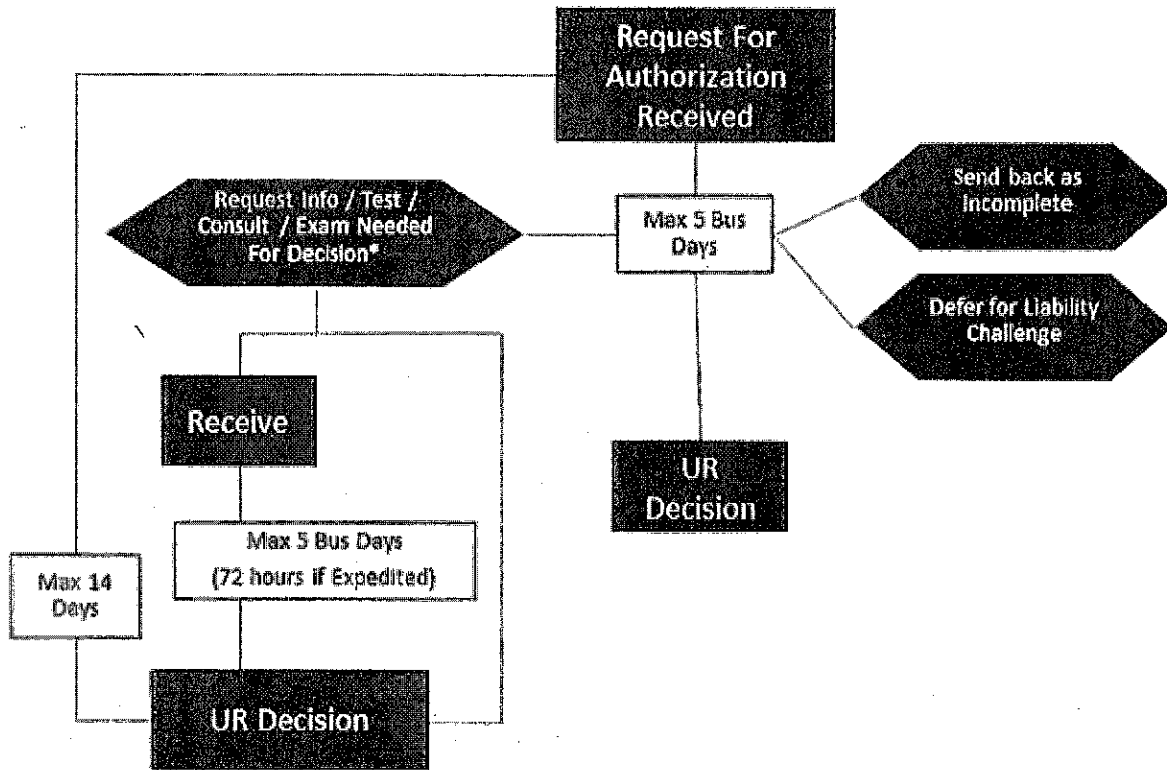 Request For
Authorization
Received
Send back as
Incomplete
Request Info / Test /
Consult / Exam Needed
For Decision*
Max 5 Bus
Days
Defer for Liability
Challenge
Receive
UR
Decision
Max 5 Bus Days
(72 hours if Expedited)
Max 14
Days
UR Decision